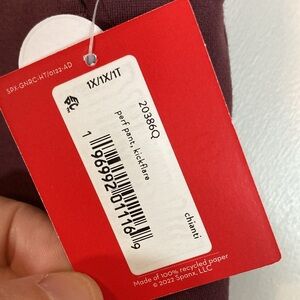 SPX-GNRC-HT/0122-AD
1X/1X/1T
20386Q
perf pant, kickflare
chianti
Made of 100% recycled paper
© 2022 Spanx, LLC